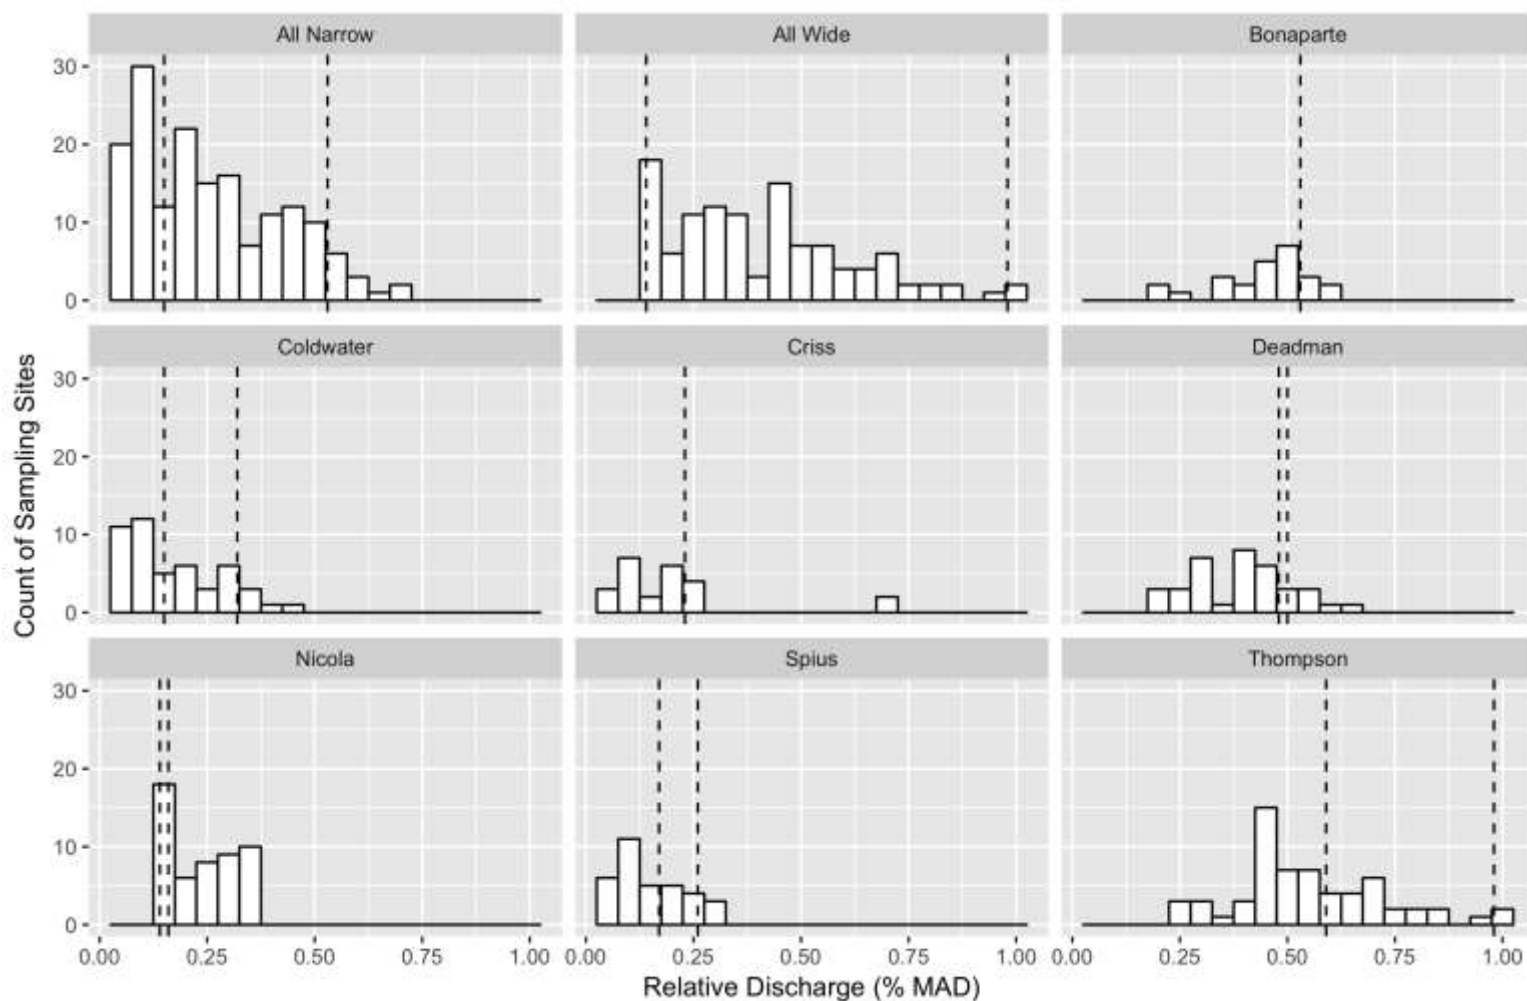 All Narrow All Wide Bonaparte
30
20
10
0
Coldwater Criss Deadman
30
20
10
0
Nicola Spius Thompson
30
20
10
0
0.00 0.25 0.50 0.75 1.00 0.00 0.25 0.50 0.75 1.00 0.00 0.25 0.50 0.75 1.00
Relative Discharge (% MAD)
Count of Sampling Sites